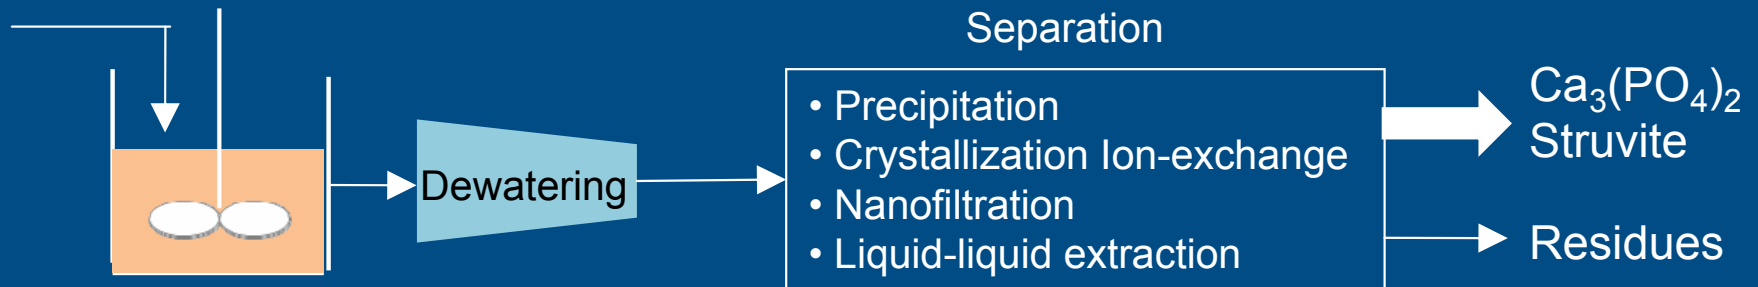 Separation
Dewatering
• Precipitation
• Crystallization Ion-exchange
• Nanofiltration
• Liquid-liquid extraction
Ca₃(PO₄)₂
Struvite
Residues